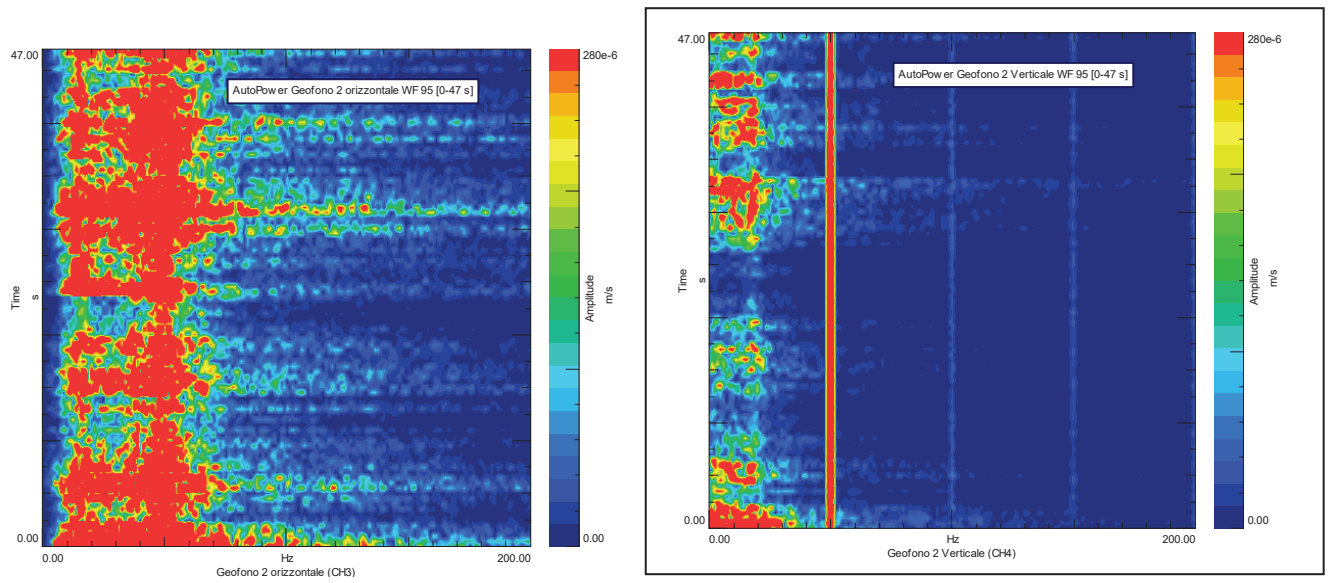 47.00
280e-6
AutoPower Geofono 2 orizzontale WF 95 [0-47 s]
Time
s
Amplitude
m/s
0.00
0.00
0.00
Hz
200.00
Geofono 2 orizzontale (CH3)
47.00
280e-6
AutoPower Geofono 2 Verticale WF 95 [0-47 s]
Time
s
Amplitude
m/s
0.00
0.00
0.00
Hz
200.00
Geofono 2 Verticale (CH4)